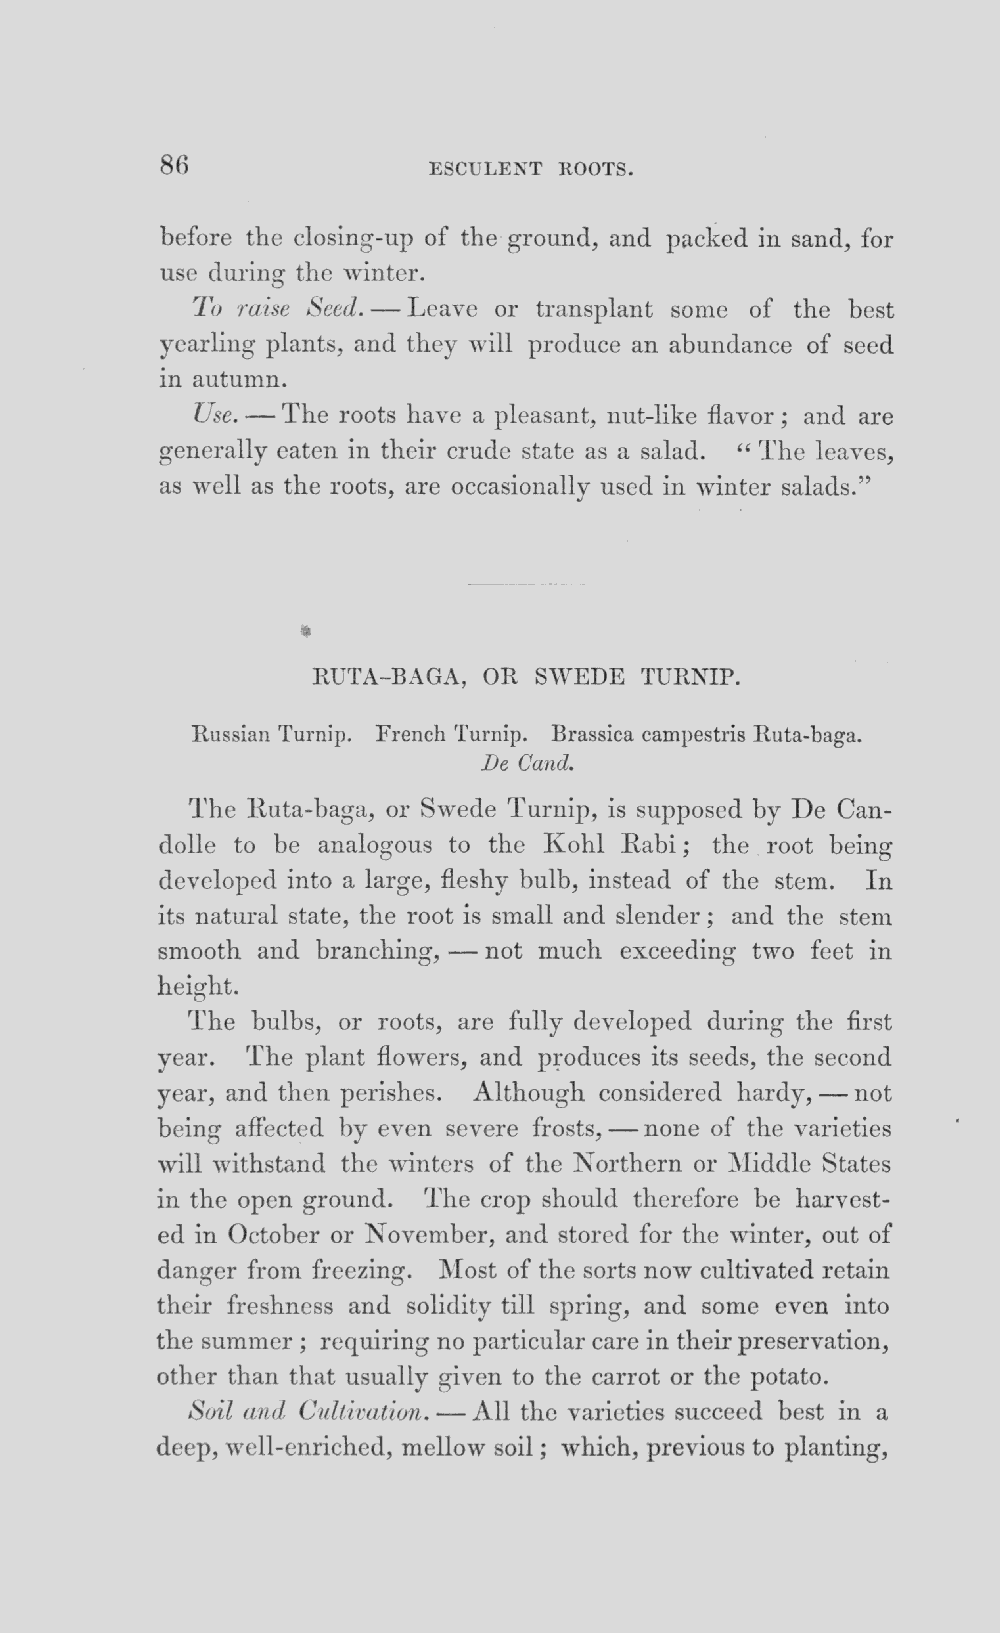 86 ESCULENT ROOTS.
before the closing-up of the ground, and packed in sand, for
use during the winter.
To raise Seed. — Leave or transplant some of the best
yearling plants, and they will produce an abundance of seed
in autumn.
Use. — The roots have a pleasant, nut-like flavor; and are
generally eaten in their crude state as a salad. "The leaves,
as well as the roots, are occasionally used in winter salads."
RUTA-BAGA, OR SWEDE TURNIP.
Russian Turnip. French Turnip. Brassica campestris Ruta-baga.
De Cand.
The Ruta-baga, or Swede Turnip, is supposed by De Can-
dolle to be analogous to the Kohl Rabi; the root being
developed into a large, fleshy bulb, instead of the stem. In
its natural state, the root is small and slender; and the stem
smooth and branching, — not much exceeding two feet in
height.
The bulbs, or roots, are fully developed during the first
year. The plant flowers, and produces its seeds, the second
year, and then perishes. Although considered hardy, — not
being affected by even severe frosts, — none of the varieties
will withstand the winters of the Northern or Middle States
in the open ground. The crop should therefore be harvest-
ed in October or November, and stored for the winter, out of
danger from freezing. Most of the sorts now cultivated retain
their freshness and solidity till spring, and some even into
the summer; requiring no particular care in their preservation,
other than that usually given to the carrot or the potato.
Soil and Cultivation. — All the varieties succeed best in a
deep, well-enriched, mellow soil; which, previous to planting,